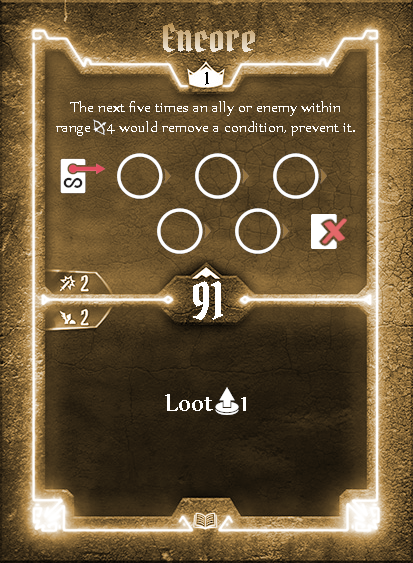 Encore
1
The next five times an ally or enemy within
range 4 would remove a condition, prevent it.
2
91
2
Loot 1